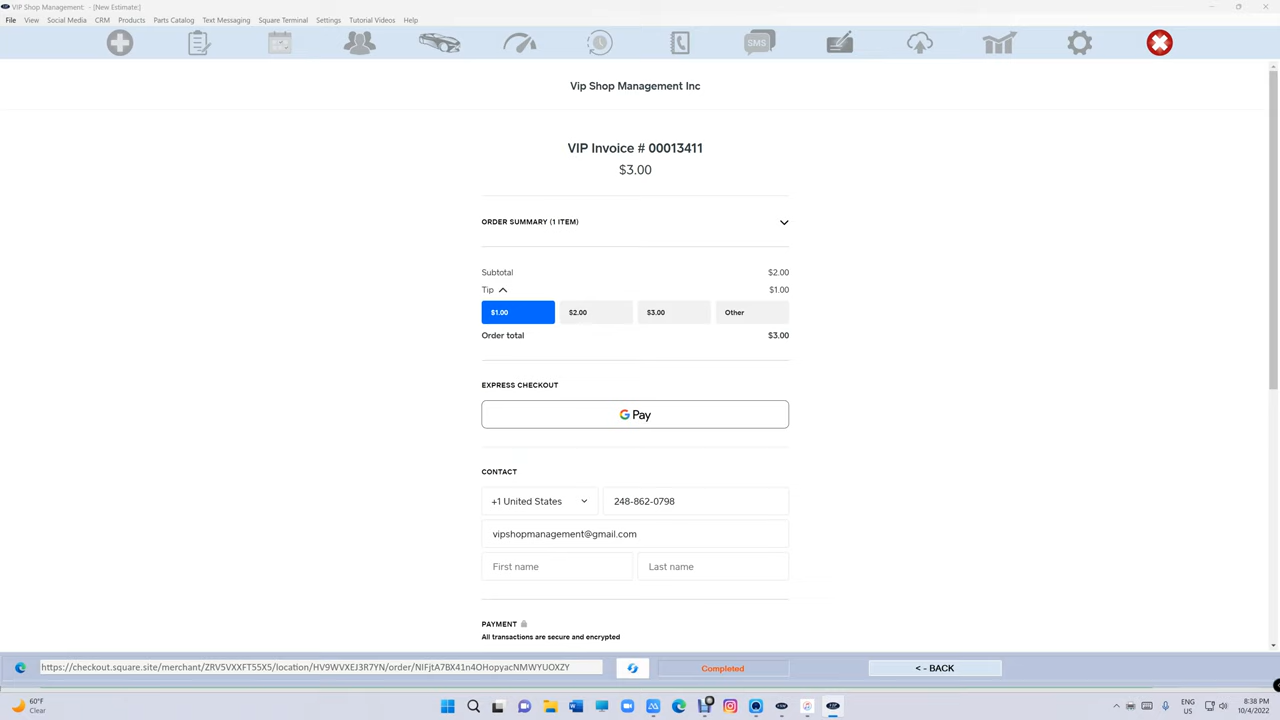 VIP Shop Management: - [New Estimate:]
File View Social Media CRM Products Parts Catalog Text Messaging Square Terminal Settings Tutorial Videos Help
SMS
Vip Shop Management Inc
VIP Invoice # 00013411
$3.00
ORDER SUMMARY (1 ITEM)
Subtotal $2.00
Tip $1.00
$1.00 $2.00 $3.00 Other
Order total $3.00
EXPRESS CHECKOUT
G Pay
CONTACT
+1 United States 248-862-0798
vipshopmanagement@gmail.com
First name Last name
PAYMENT
All transactions are secure and encrypted
https://checkout.square.site/merchant/ZRV5VXXFT55X5/location/HV9WVXEJ3R7YN/order/NIFjtA7BX41n4OHopyacNMWYUOXZY Completed < - BACK
60°F
Clear
ENG
US
8:38 PM
10/4/2022